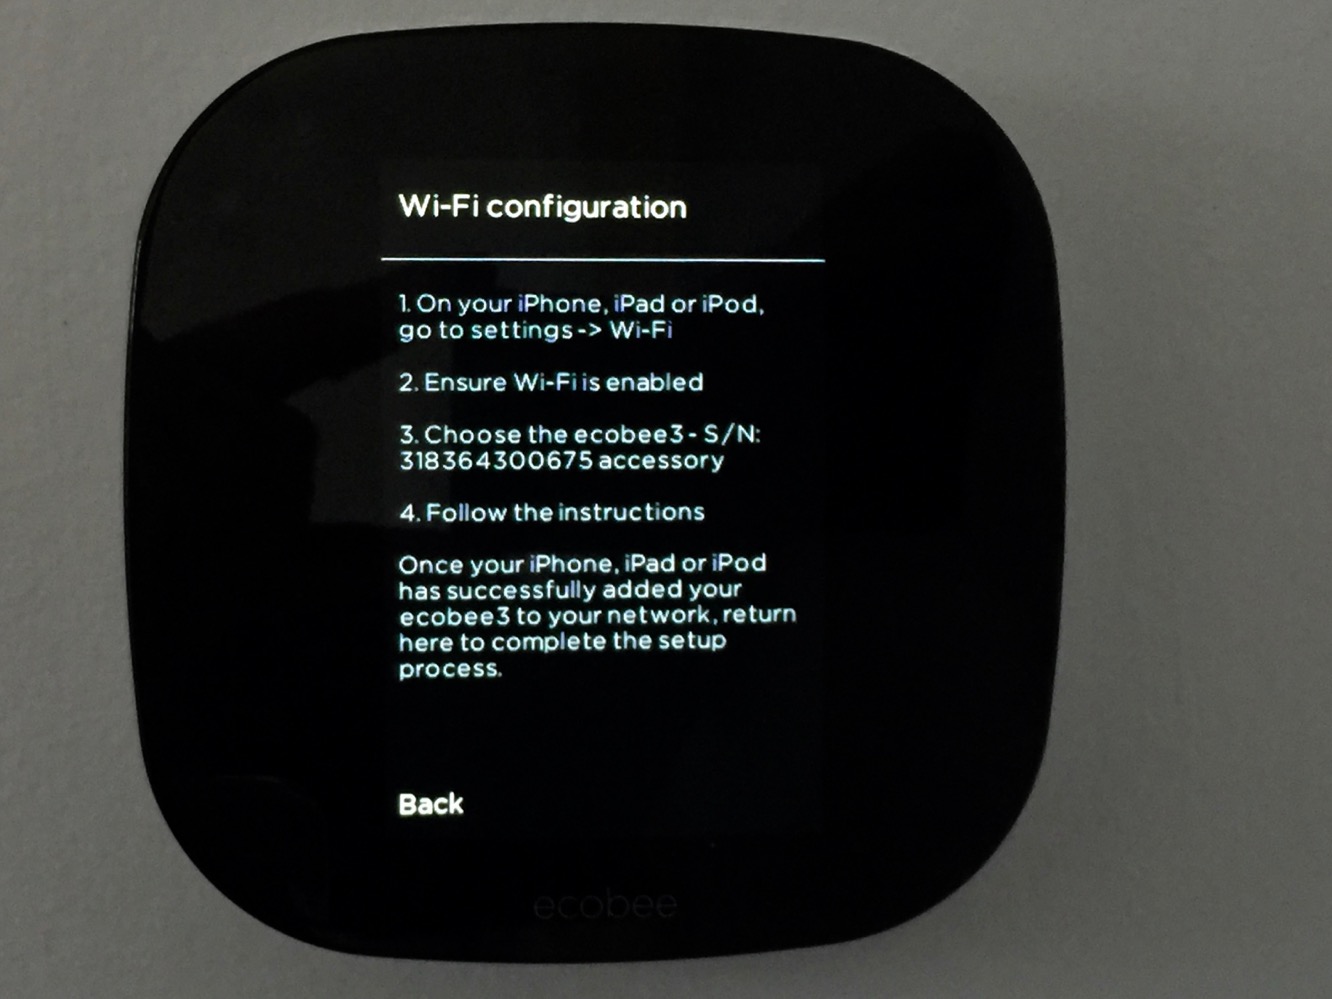 Wi-Fi configuration
1. On your iPhone, iPad or iPod,
go to settings -> Wi-Fi
2. Ensure Wi-Fi is enabled
3. Choose the ecobee3 - S/N:
318364300675 accessory
4. Follow the instructions
Once your iPhone, iPad or iPod
has successfully added your
ecobee3 to your network, return
here to complete the setup
process.
Back
ecobee